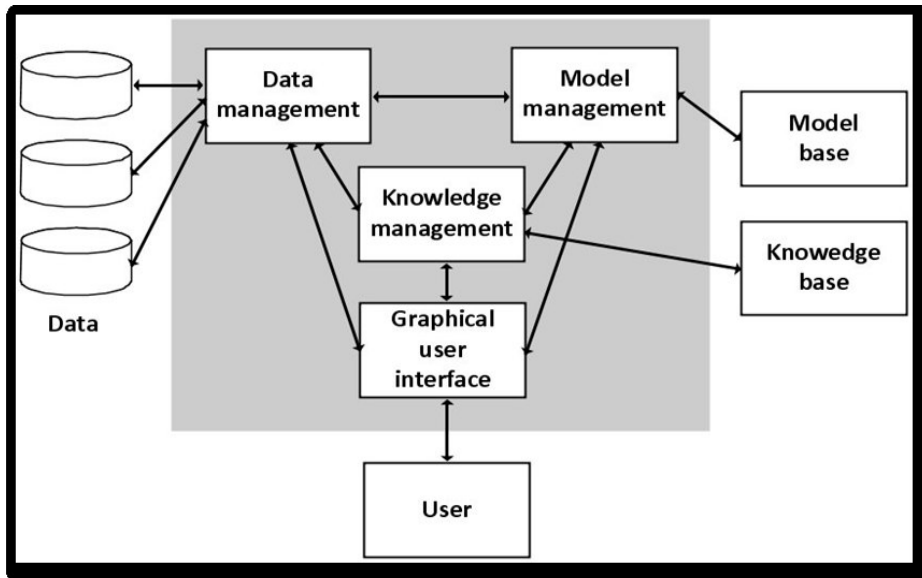 Data
management
Model
management
Model
base
Knowledge
management
Knowedge
base
Data
Graphical
user
interface
User